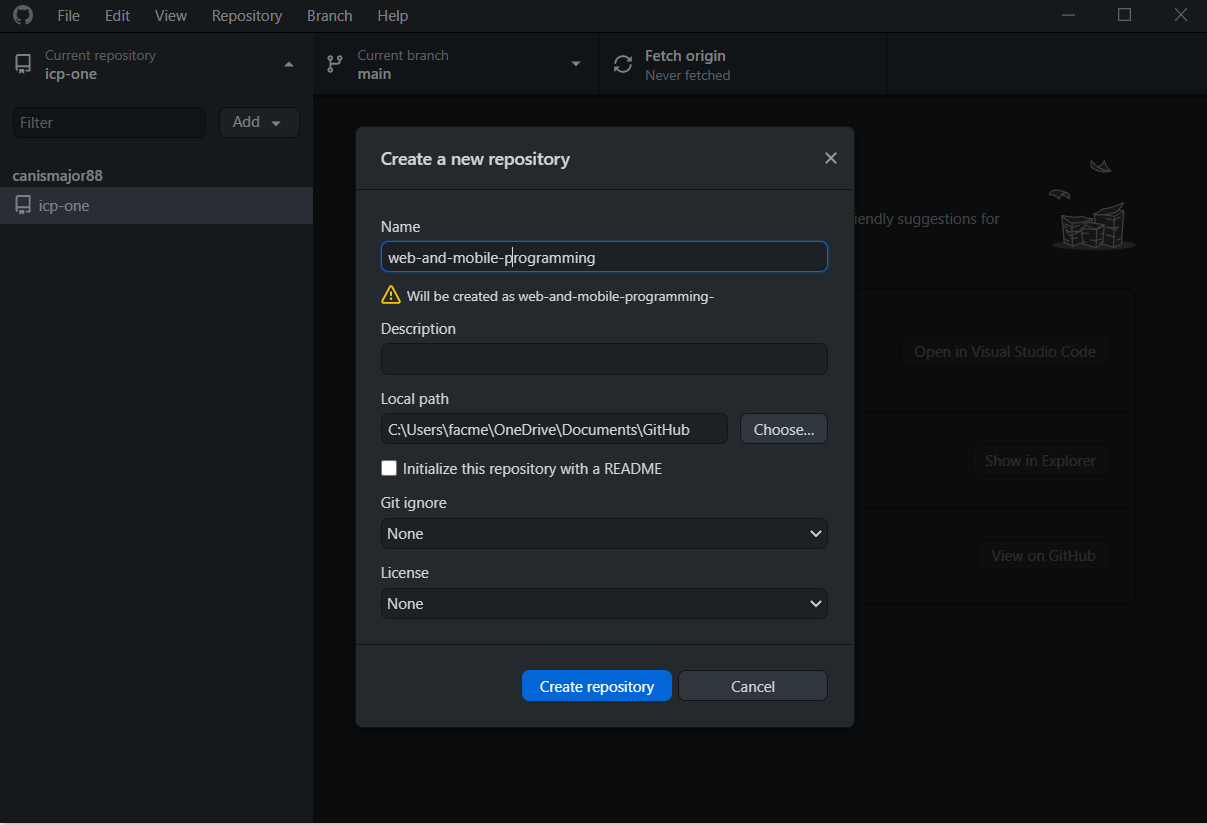 File Edit View Repository Branch Help
Current repository
icp-one
Current branch
main
Fetch origin
Never fetched
Filter
Add
canismajor88
icp-one
Create a new repository
Name
web-and-mobile-programming
Will be created as web-and-mobile-programming-
Description
Local path
C:\Users\facme\OneDrive\Documents\GitHub
Choose...
Initialize this repository with a README
Git ignore
None
License
None
Create repository
Cancel
iendly suggestions for
Open in Visual Studio Code
Show in Explorer
View on GitHub